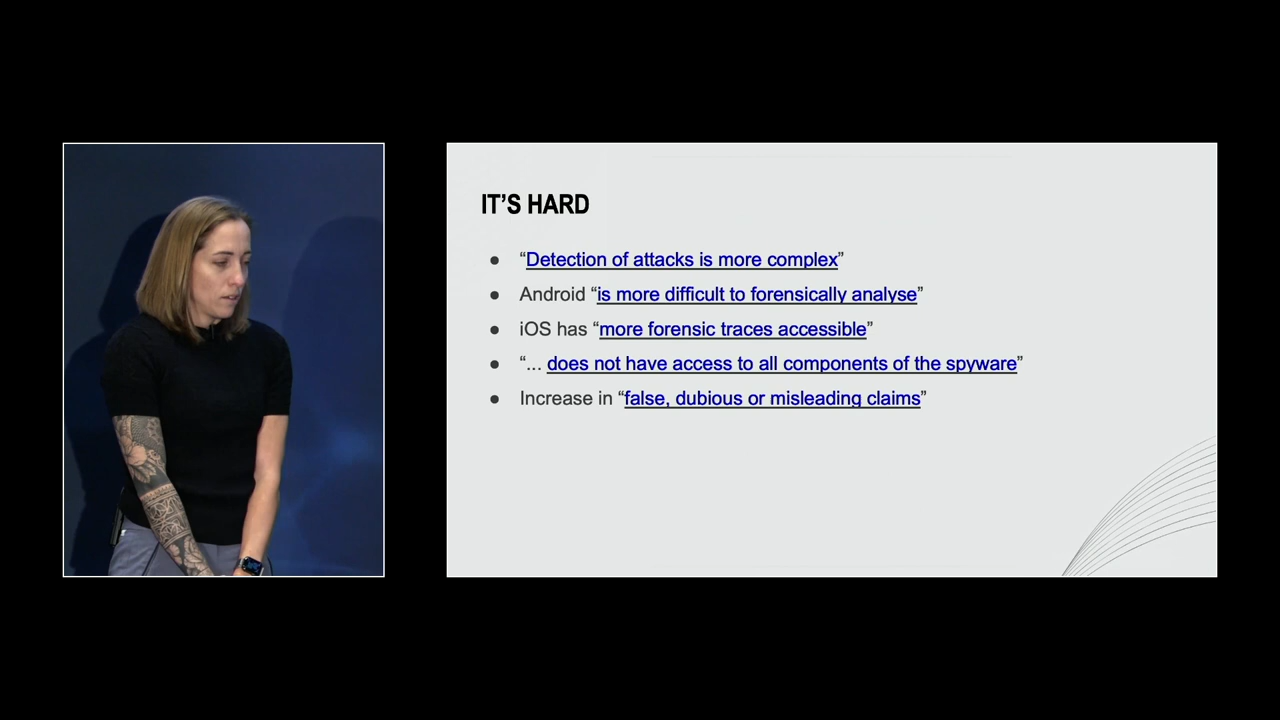 IT’S HARD
● “Detection of attacks is more complex”
● Android “is more difficult to forensically analyse”
● iOS has “more forensic traces accessible”
● “... does not have access to all components of the spyware”
● Increase in “false, dubious or misleading claims”